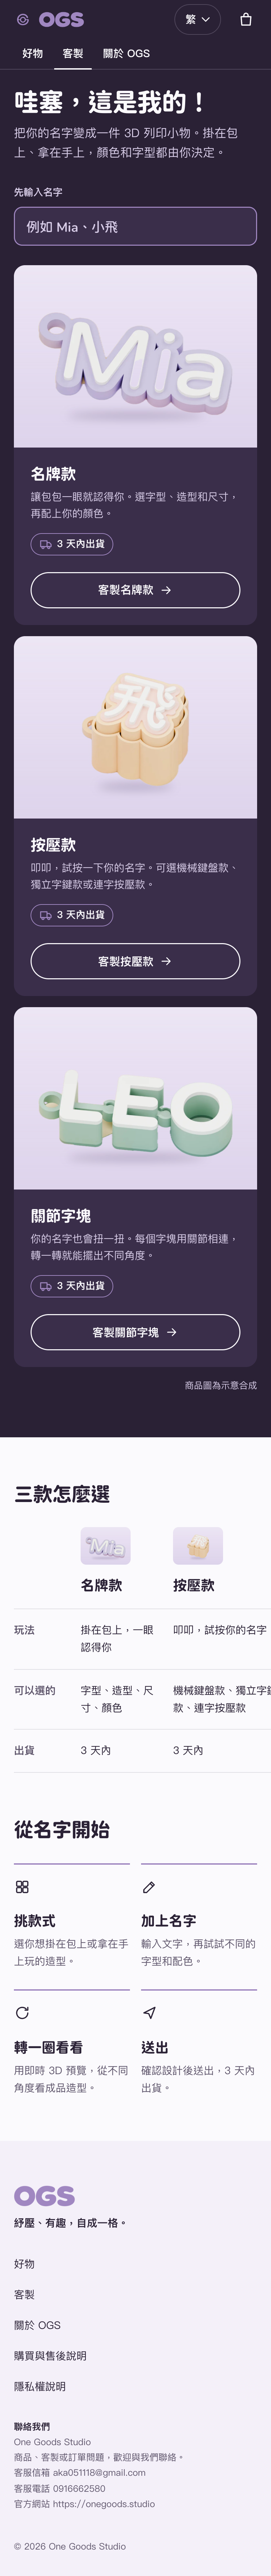 OGS
繁
好物
客製
關於 OGS
哇塞，這是我的！
把你的名字變成一件 3D 列印小物。掛在包
上、拿在手上，顏色和字型都由你決定。
先輸入名字
例如 Mia、小飛
Mia
名牌款
讓包包一眼就認得你。選字型、造型和尺寸，
再配上你的顏色。
3 天內出貨
客製名牌款 →
飛
按壓款
叩叩，試按一下你的名字。可選機械鍵盤款、
獨立字鍵款或連字按壓款。
3 天內出貨
客製按壓款 →
LEO
關節字塊
你的名字也會扭一扭。每個字塊用關節相連，
轉一轉就能擺出不同角度。
3 天內出貨
客製關節字塊 →
商品圖為示意合成
三款怎麼選
Mia
飛
名牌款
按壓款
玩法
掛在包上，一眼
認得你
叩叩，試按你的名字
可以選的
字型、造型、尺
寸、顏色
機械鍵盤款、獨立字鍵
款、連字按壓款
出貨
3 天內
3 天內
從名字開始
挑款式
選你想掛在包上或拿在手
上玩的造型。
加上名字
輸入文字，再試試不同的
字型和配色。
轉一圈看看
用即時 3D 預覽，從不同
角度看成品造型。
送出
確認設計後送出，3 天內
出貨。
OGS
紓壓、有趣，自成一格。
好物
客製
關於 OGS
購買與售後說明
隱私權說明
聯絡我們
One Goods Studio
商品、客製或訂單問題，歡迎與我們聯絡。
客服信箱 aka051118@gmail.com
客服電話 0916662580
官方網站 https://onegoods.studio
© 2026 One Goods Studio